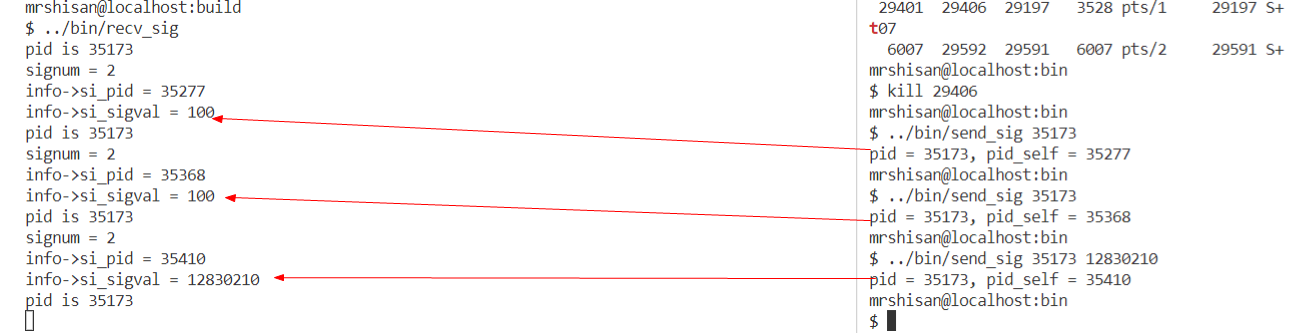 mrshisan@localhost:build
$ ../bin/recv_sig
pid is 35173
signum = 2
info->si_pid = 35277
info->si_sigval = 100
pid is 35173
signum = 2
info->si_pid = 35368
info->si_sigval = 100
pid is 35173
signum = 2
info->si_pid = 35410
info->si_sigval = 12830210
pid is 35173
29401 29406 29197 3528 pts/1 29197 S+
t07
6007 29592 29591 6007 pts/2 29591 S+
mrshisan@localhost:bin
$ kill 29406
mrshisan@localhost:bin
$ ../bin/send_sig 35173
pid = 35173, pid_self = 35277
mrshisan@localhost:bin
$ ../bin/send_sig 35173
pid = 35173, pid_self = 35368
mrshisan@localhost:bin
$ ../bin/send_sig 35173 12830210
pid = 35173, pid_self = 35410
mrshisan@localhost:bin
$